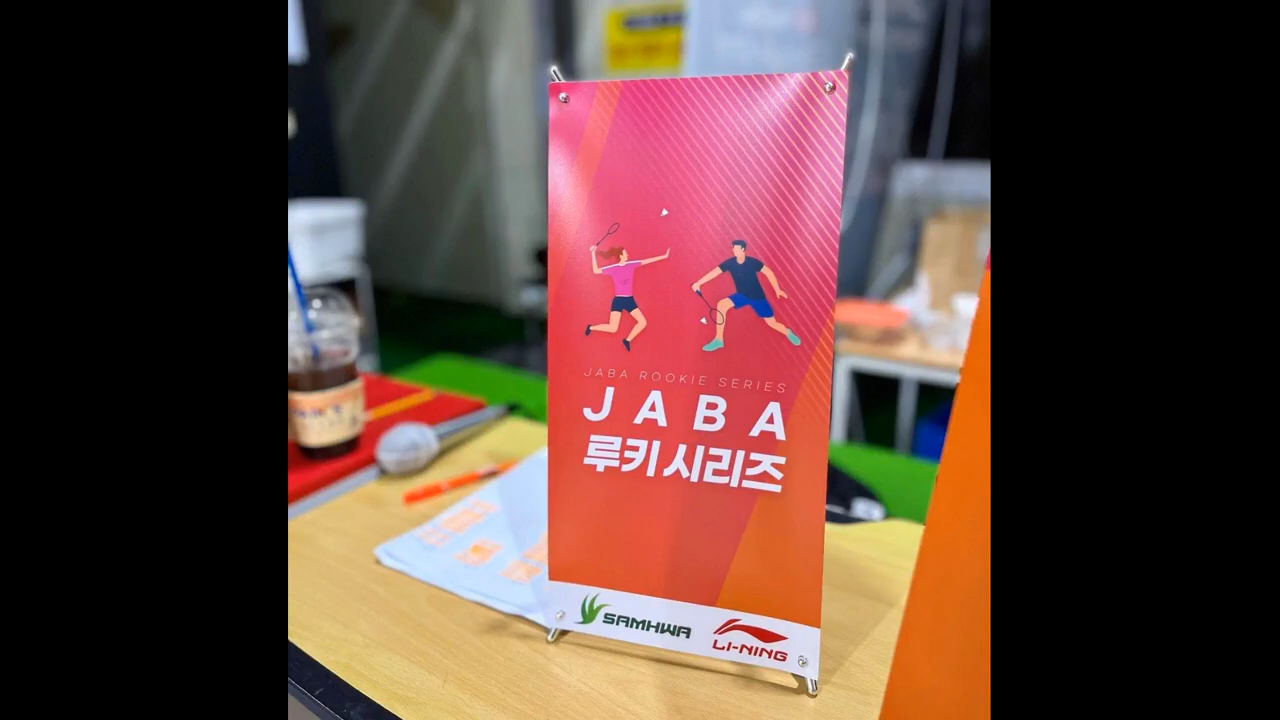 JABA ROOKIE SERIES
JABA
루키 시리즈
SAMHWA
LI-NING